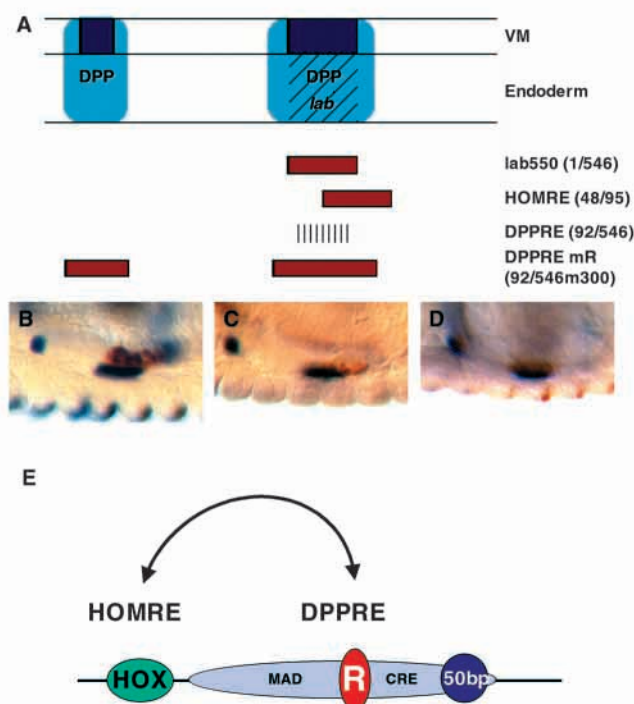 A
VM
DPP
DPP
lab
Endoderm
lab550 (1/546)
HOMRE (48/95)
DPPRE (92/546)
DPPRE mR
(92/546m300)
B
C
D
E
HOMRE
DPPRE
HOX
MAD
R
CRE
50bp